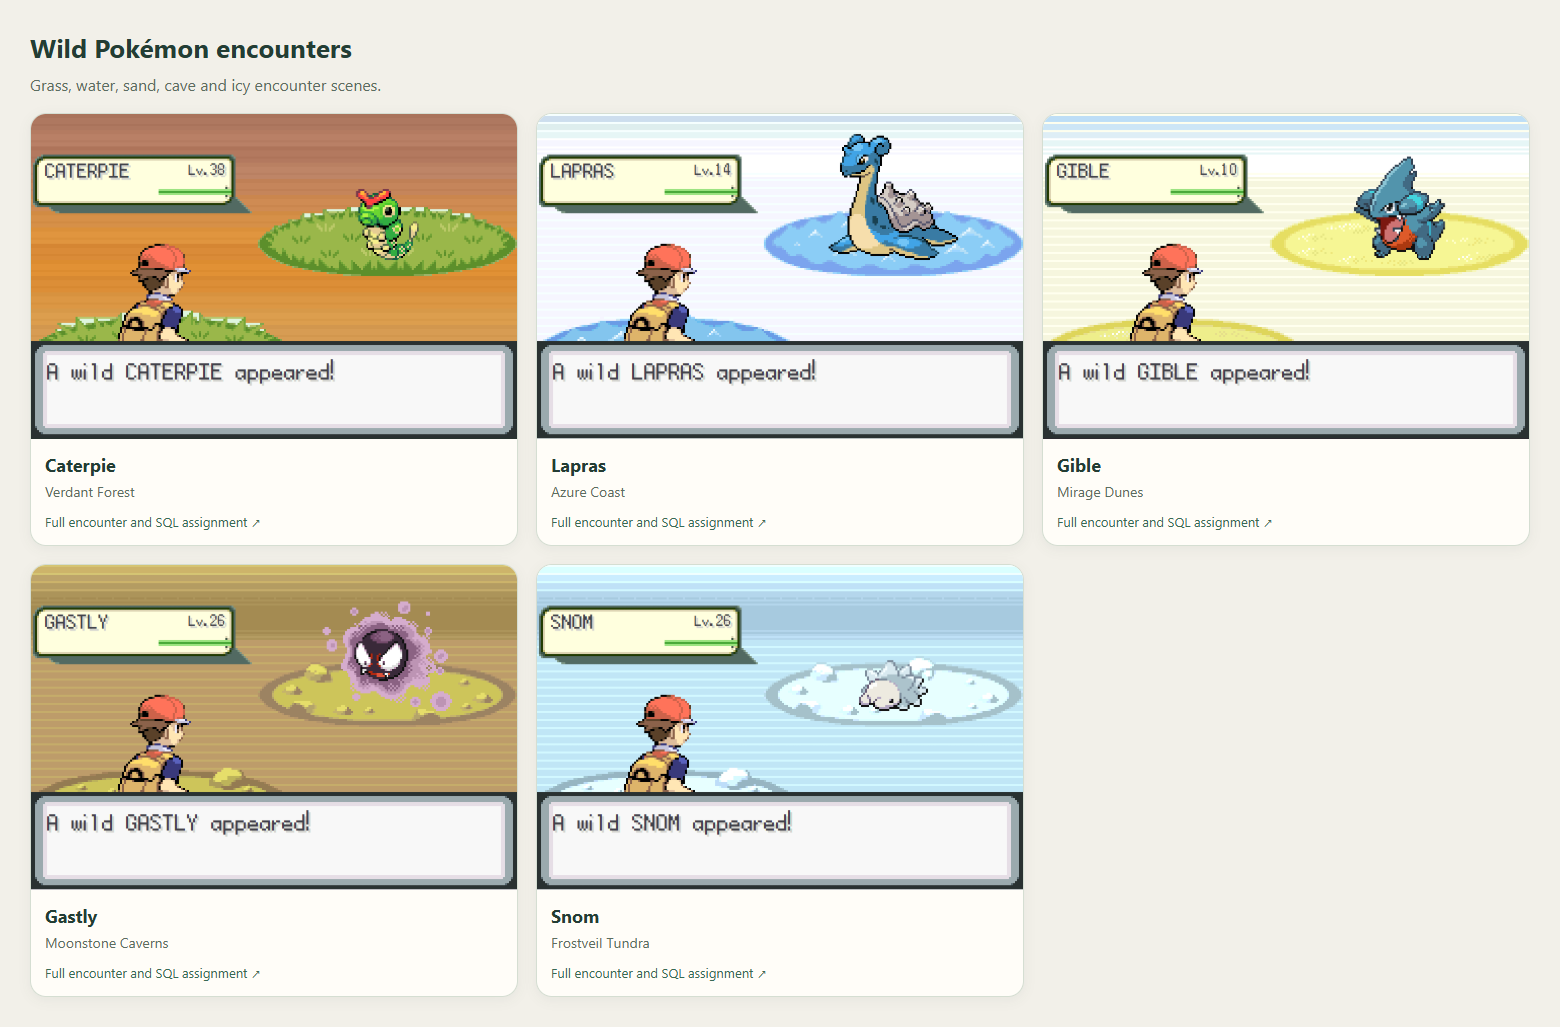 Wild Pokémon encounters
Grass, water, sand, cave and icy encounter scenes.
CATERPIE Lv.38
A wild CATERPIE appeared!
Caterpie
Verdant Forest
Full encounter and SQL assignment ↗
LAPRAS Lv.14
A wild LAPRAS appeared!
Lapras
Azure Coast
Full encounter and SQL assignment ↗
GIBLE Lv.10
A wild GIBLE appeared!
Gible
Mirage Dunes
Full encounter and SQL assignment ↗
GASTLY Lv.26
A wild GASTLY appeared!
Gastly
Moonstone Caverns
Full encounter and SQL assignment ↗
SNOM Lv.26
A wild SNOM appeared!
Snom
Frostveil Tundra
Full encounter and SQL assignment ↗